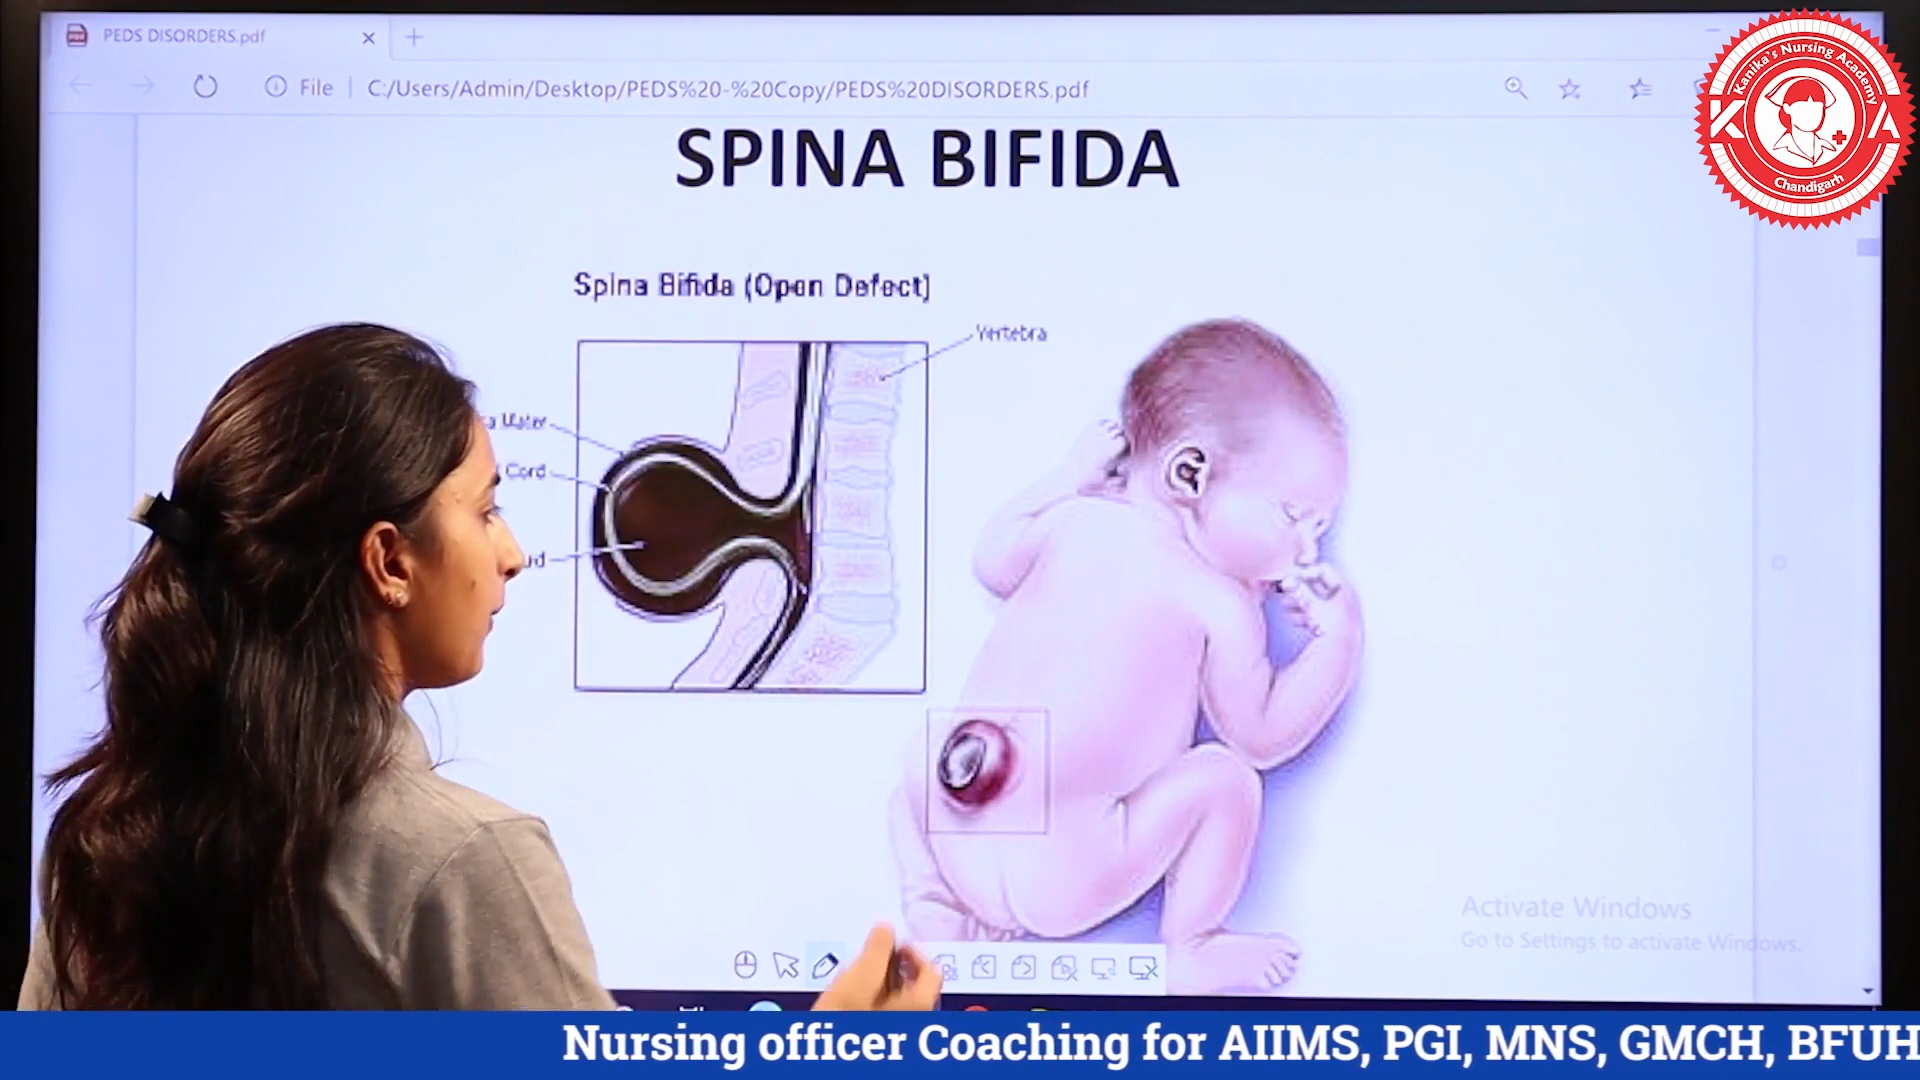 PEDS DISORDERS.pdf
File
C:/Users/Admin/Desktop/PEDS%20-%20Copy/PEDS%20DISORDERS.pdf
Kanika's Nursing Academy
K A
Chandigarh
SPINA BIFIDA
Spina Bifida (Open Defect)
Vertebra
Mater
Cord
Activate Windows
Go to Settings to activate Windows.
Nursing officer Coaching for AIIMS, PGI, MNS, GMCH, BFUH